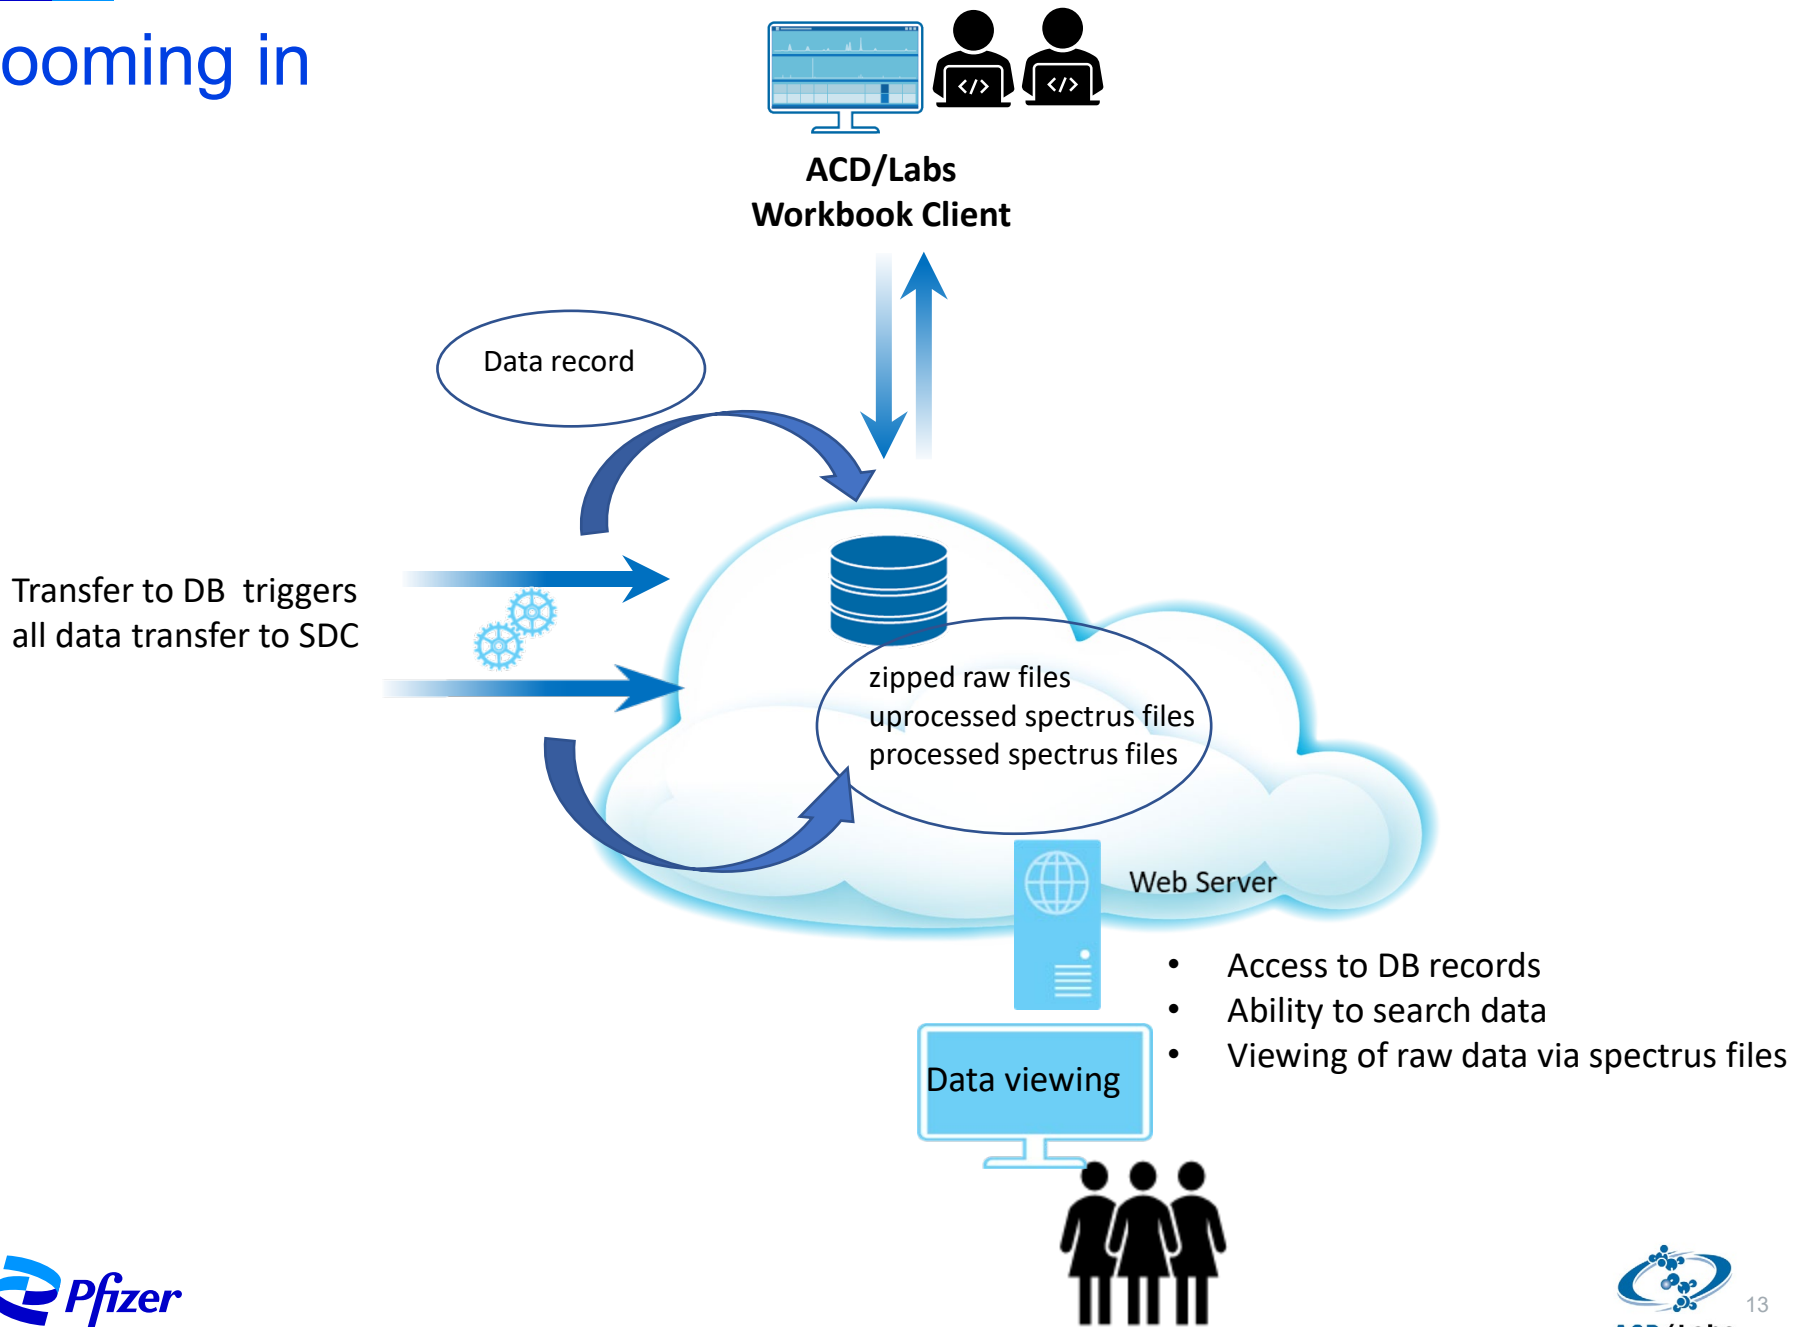 ooming in
</>
</>
ACD/Labs
Workbook Client
Data record
Transfer to DB triggers
all data transfer to SDC
zipped raw files
uprocessed spectrus files
processed spectrus files
Web Server
• Access to DB records
• Ability to search data
• Viewing of raw data via spectrus files
Data viewing
Pfizer
13
ACD/Labs